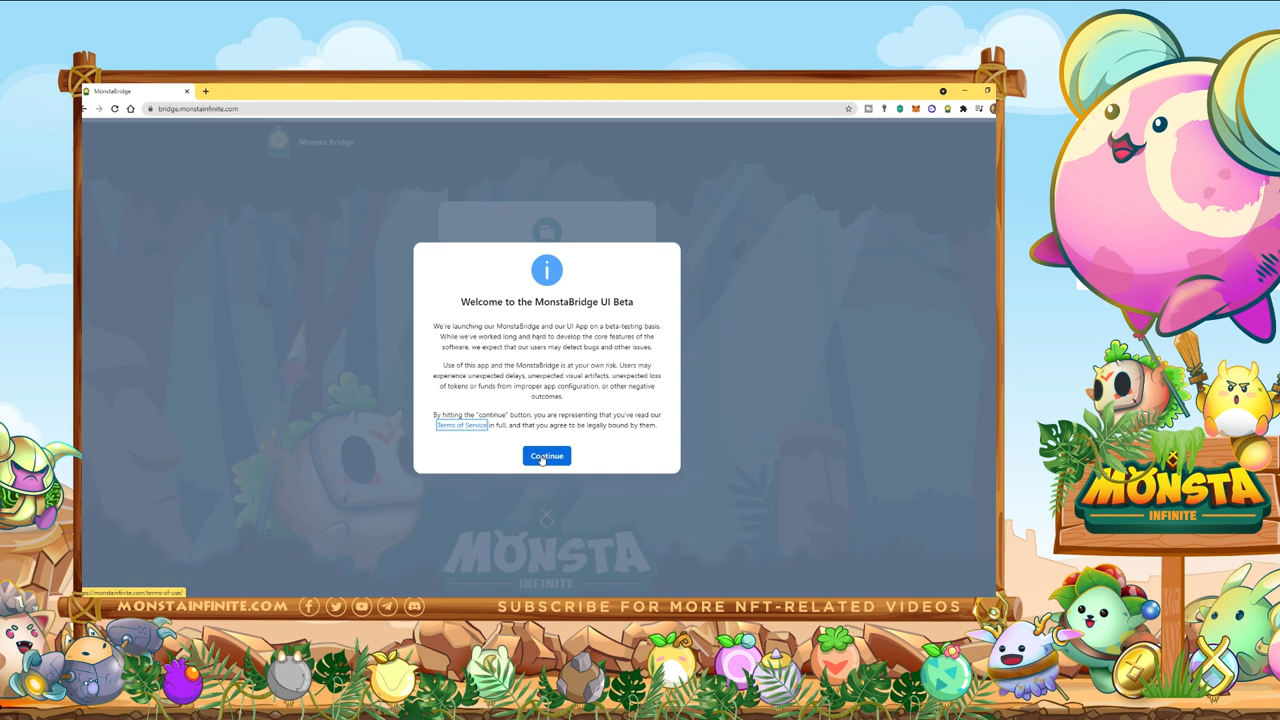 MonstaBridge
bridge.monstainfinite.com
Monsta Bridge
Welcome to the MonstaBridge UI Beta
We're launching our MonstaBridge and our UI App on a beta-testing basis.
While we've worked long and hard to develop the core features of the
software, we expect that our users may detect bugs and other issues.
Use of this app and the MonstaBridge is at your own risk. Users may
experience unexpected delays, unexpected visual artifacts, unexpected loss
of tokens or funds from improper app configuration, or other negative
outcomes.
By hitting the "continue" button, you are representing that you've read our
Terms of Service in full, and that you agree to be legally bound by them.
Continue
MONSTA
INFINITE
MONSTA
INFINITE
ps://monstainfinite.com/terms-of-use/
MONSTAINFINITE.COM
SUBSCRIBE FOR MORE NFT-RELATED VIDEOS